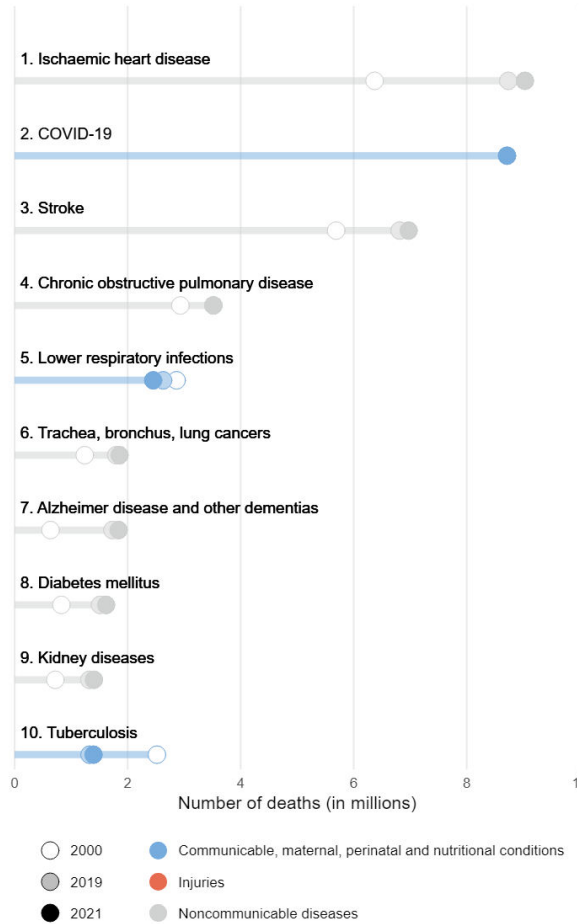 1. Ischaemic heart disease
2. COVID-19
3. Stroke
4. Chronic obstructive pulmonary disease
5. Lower respiratory infections
6. Trachea, bronchus, lung cancers
7. Alzheimer disease and other dementias
8. Diabetes mellitus
9. Kidney diseases
10. Tuberculosis
0 2 4 6 8 1
Number of deaths (in millions)
2000 Communicable, maternal, perinatal and nutritional conditions
2019 Injuries
2021 Noncommunicable diseases